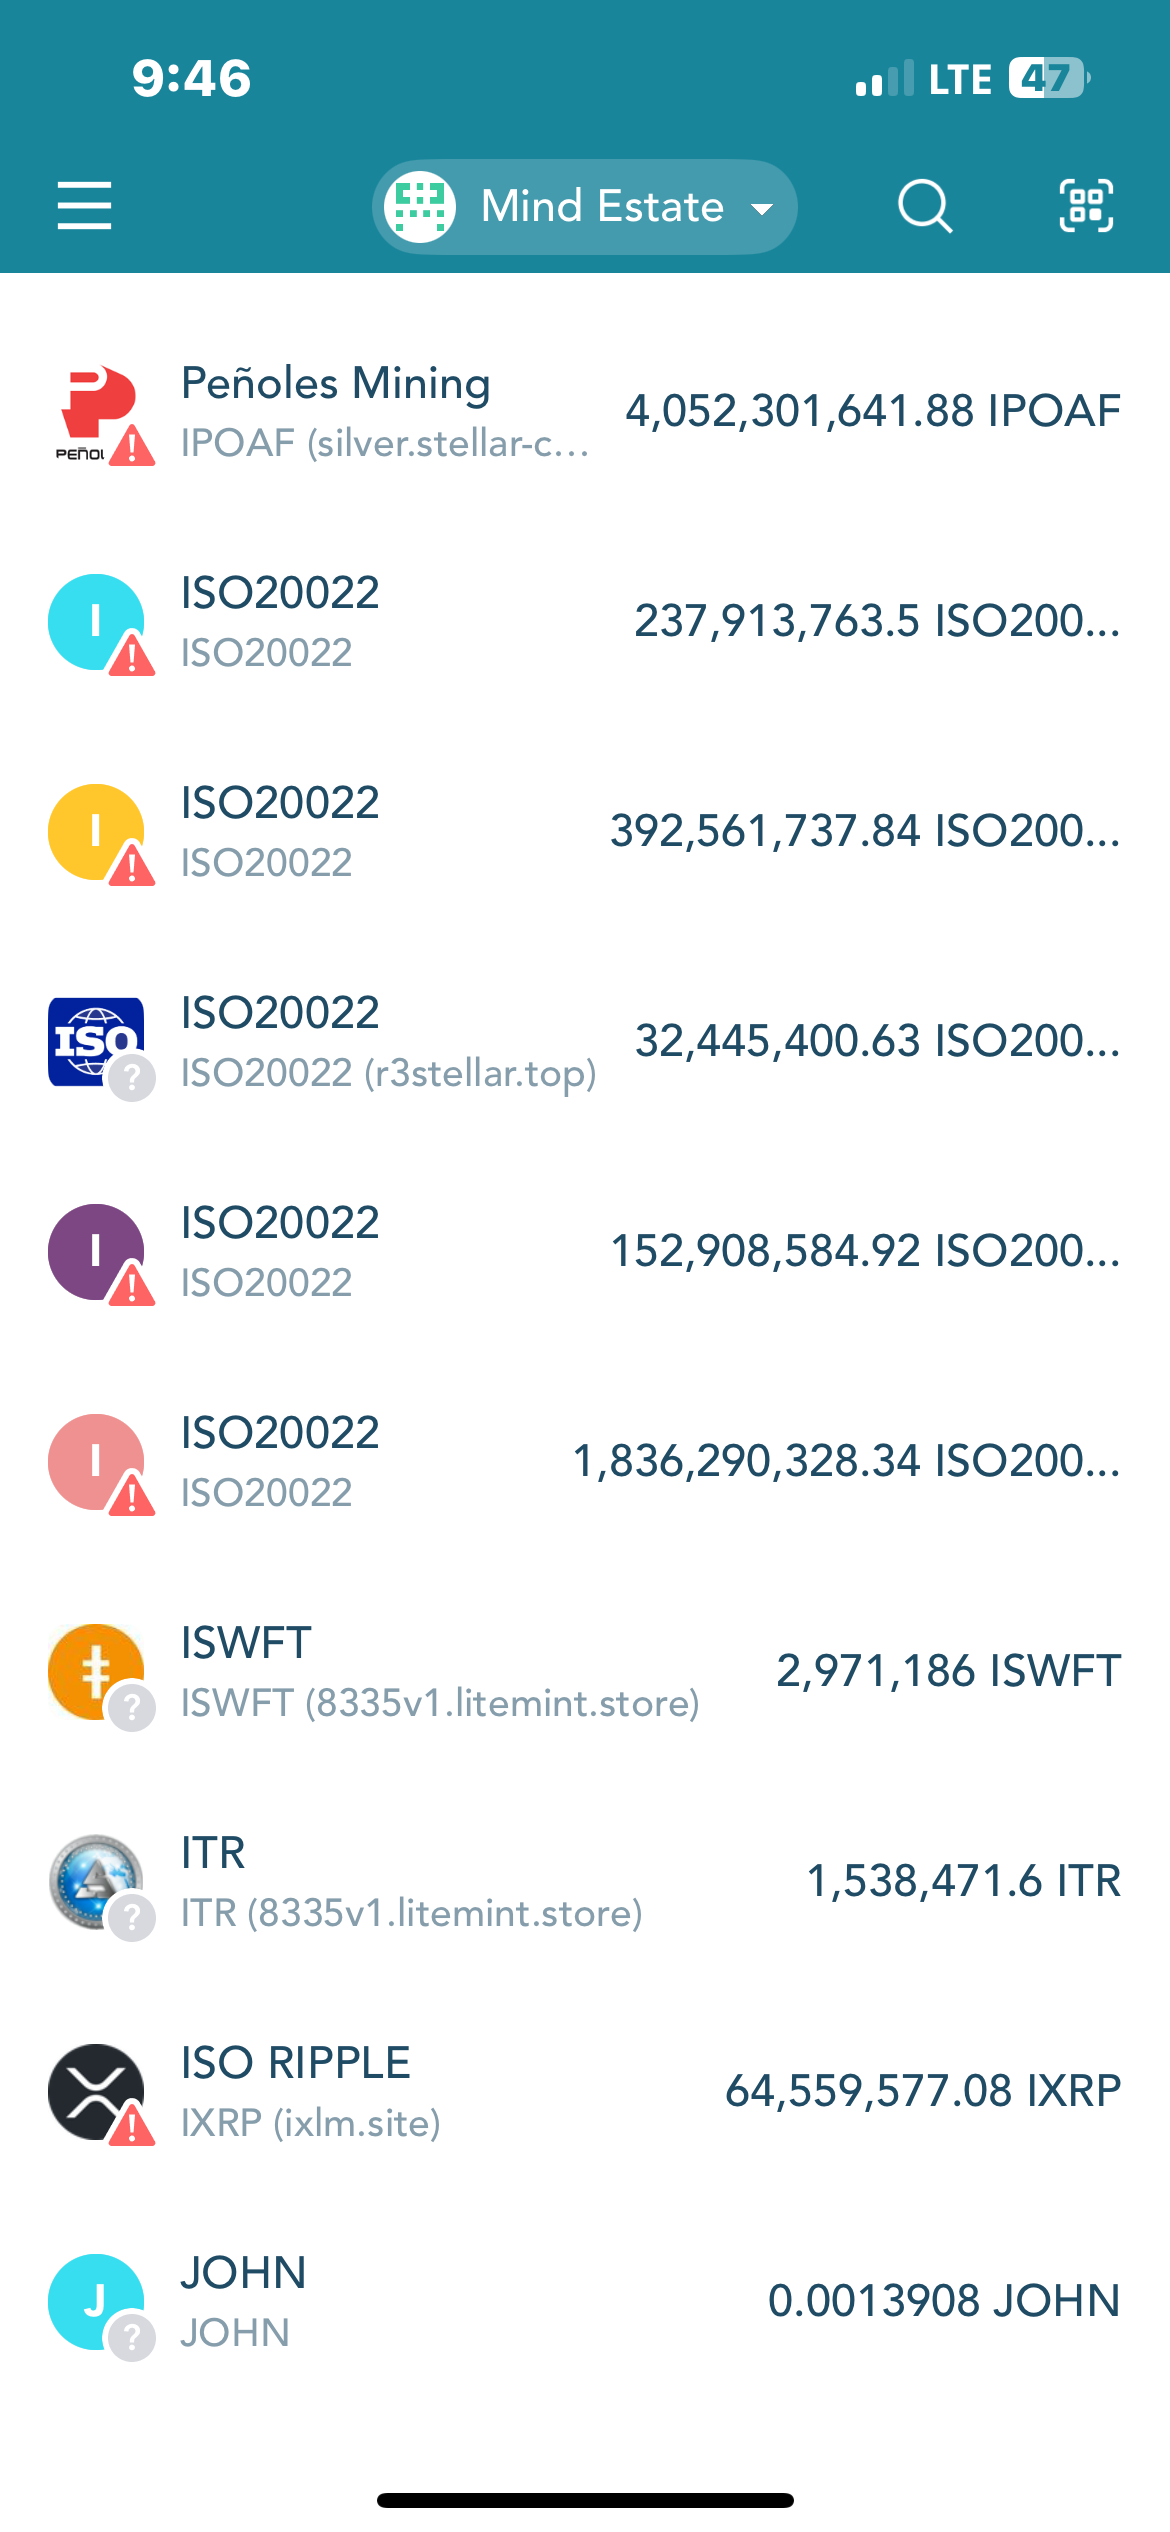 9:46
LTE 47
Mind Estate
Peñoles Mining
4,052,301,641.88 IPOAF
IPOAF (silver.stellar-c...
PEÑOL
I
ISO20022
237,913,763.5 ISO200...
ISO20022
I
ISO20022
392,561,737.84 ISO200...
ISO20022
ISO
ISO20022
32,445,400.63 ISO200...
ISO20022 (r3stellar.top)
I
ISO20022
152,908,584.92 ISO200...
ISO20022
I
ISO20022
1,836,290,328.34 ISO200...
ISO20022
ISWFT
2,971,186 ISWFT
ISWFT (8335v1.litemint.store)
ITR
1,538,471.6 ITR
ITR (8335v1.litemint.store)
ISO RIPPLE
64,559,577.08 IXRP
IXRP (ixlm.site)
J
JOHN
0.0013908 JOHN
JOHN